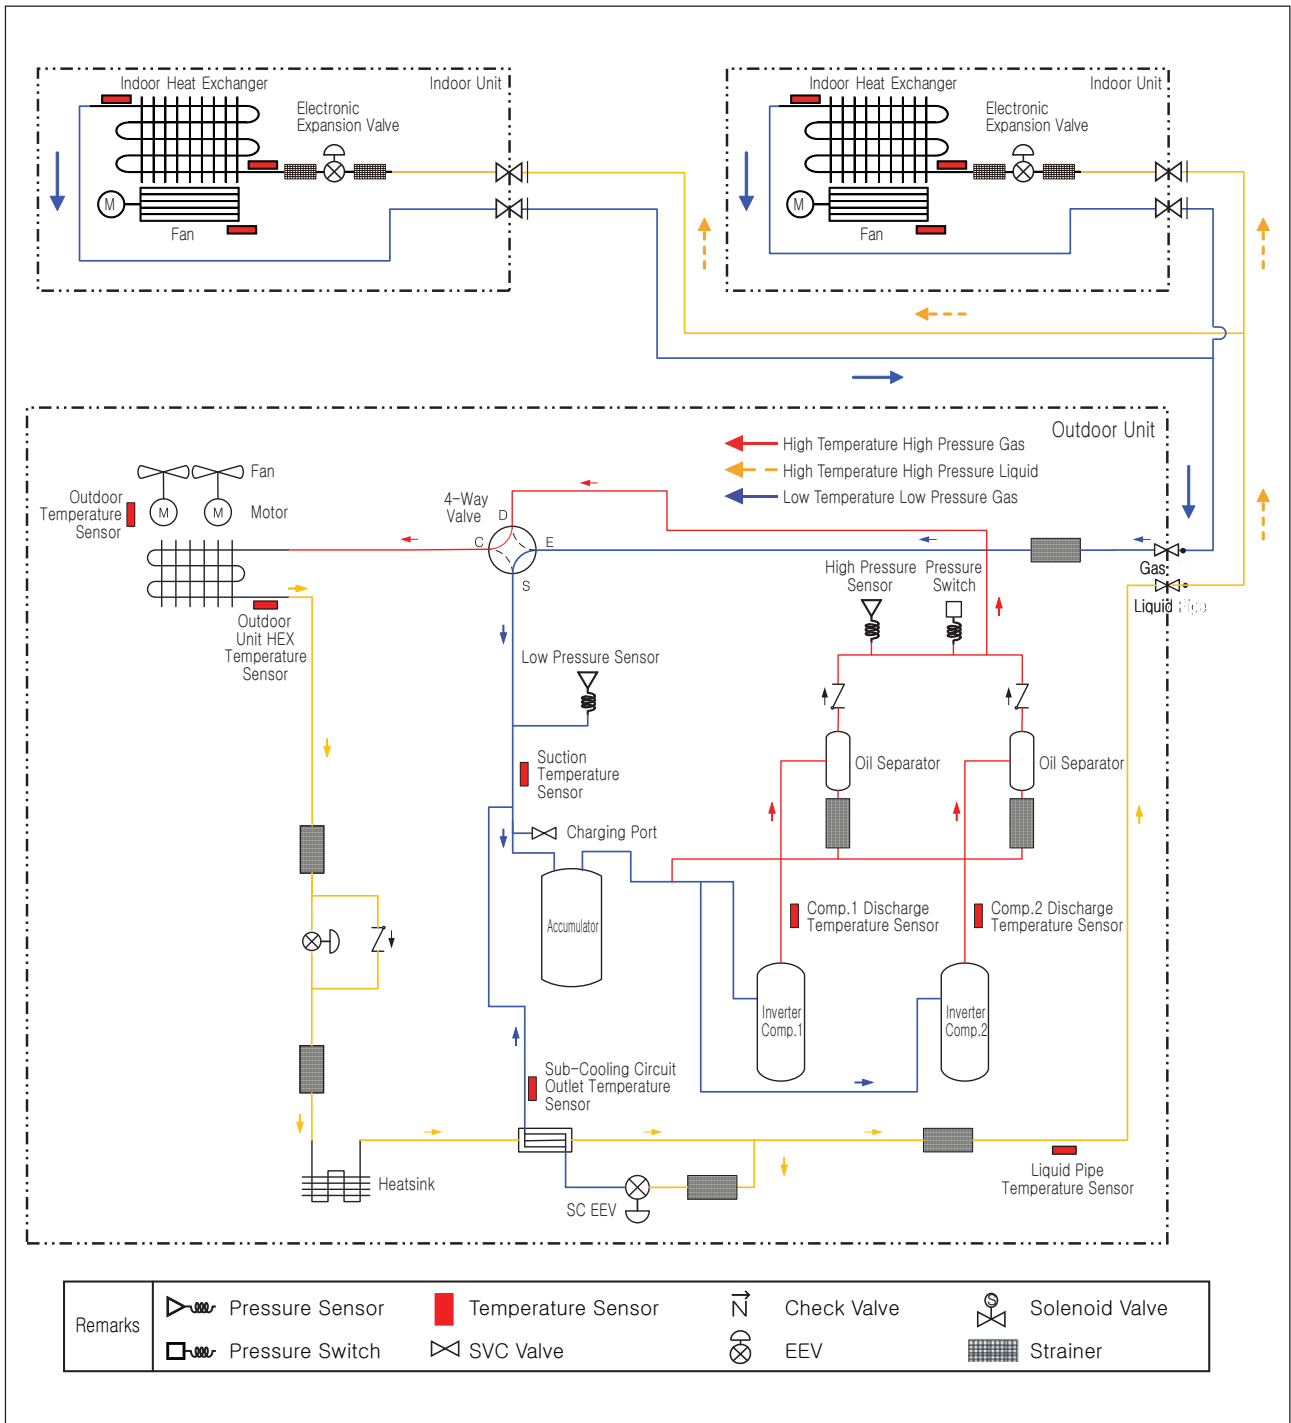 Indoor Heat Exchanger
Indoor Unit
Electronic
Expansion Valve
M
Fan
Indoor Heat Exchanger
Indoor Unit
Electronic
Expansion Valve
M
Fan
Outdoor Unit
High Temperature High Pressure Gas
High Temperature High Pressure Liquid
Low Temperature Low Pressure Gas
Fan
Outdoor
Temperature
Sensor
M
M
Motor
4-Way
Valve
D
C
E
S
High Pressure
Sensor
Pressure
Switch
Gas
Liquid Pipe
Outdoor
Unit HEX
Temperature
Sensor
Low Pressure Sensor
Suction
Temperature
Sensor
Oil Separator
Oil Separator
Charging Port
Accumulator
Comp.1 Discharge
Temperature Sensor
Comp.2 Discharge
Temperature Sensor
Inverter
Comp.1
Inverter
Comp.2
Sub-Cooling Circuit
Outlet Temperature
Sensor
Heatsink
SC EEV
Liquid Pipe
Temperature Sensor
Remarks
Pressure Sensor
Temperature Sensor
Check Valve
S
Solenoid Valve
Pressure Switch
SVC Valve
EEV
Strainer